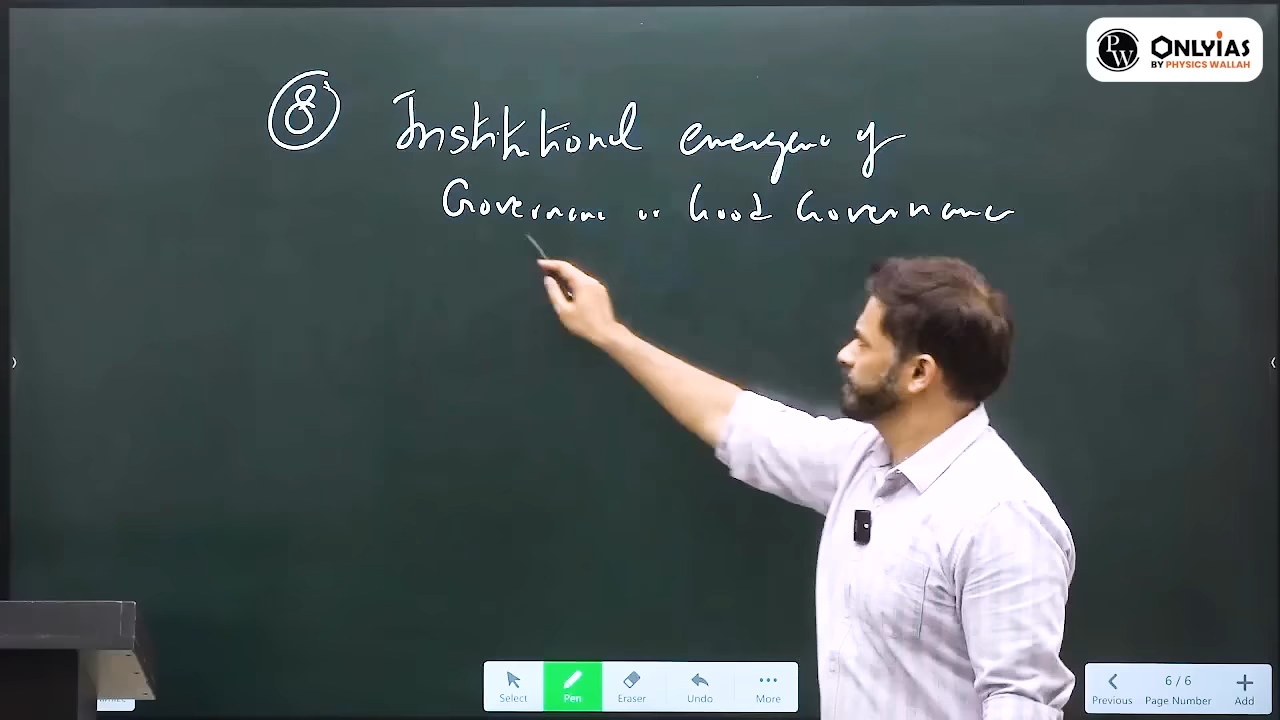 PW ONLYIAS
BY PHYSICS WALLAH
8 Institutional emergence of
Governance or Good Governance
Select
Pen
Eraser
Undo
More
Previous
6 / 6
Page Number
Add